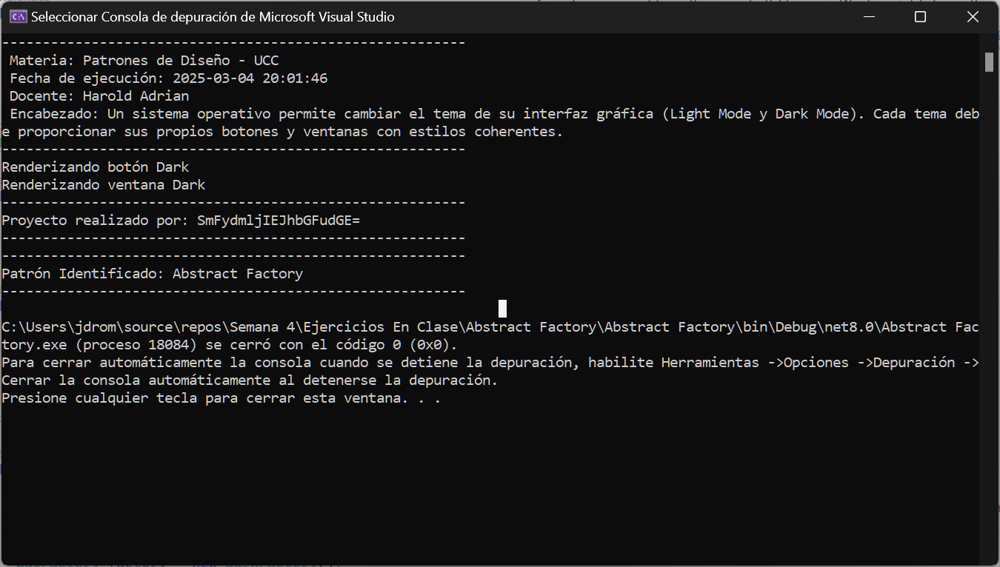 Seleccionar Consola de depuración de Microsoft Visual Studio
---------------------------------------------------------
Materia: Patrones de Diseño - UCC
Fecha de ejecución: 2025-03-04 20:01:46
Docente: Harold Adrian
Encabezado: Un sistema operativo permite cambiar el tema de su interfaz gráfica (Light Mode y Dark Mode). Cada tema deb
e proporcionar sus propios botones y ventanas con estilos coherentes.
---------------------------------------------------------
Renderizando botón Dark
Renderizando ventana Dark
---------------------------------------------------------
Proyecto realizado por: SmFydmljIEJhbGFudGE=
---------------------------------------------------------
---------------------------------------------------------
Patrón Identificado: Abstract Factory
---------------------------------------------------------
C:\Users\jdrom\source\repos\Semana 4\Ejercicios En Clase\Abstract Factory\Abstract Factory\bin\Debug\net8.0\Abstract Fac
tory.exe (proceso 18084) se cerró con el código 0 (0x0).
Para cerrar automáticamente la consola cuando se detiene la depuración, habilite Herramientas ->Opciones ->Depuración ->
Cerrar la consola automáticamente al detenerse la depuración.
Presione cualquier tecla para cerrar esta ventana. . .